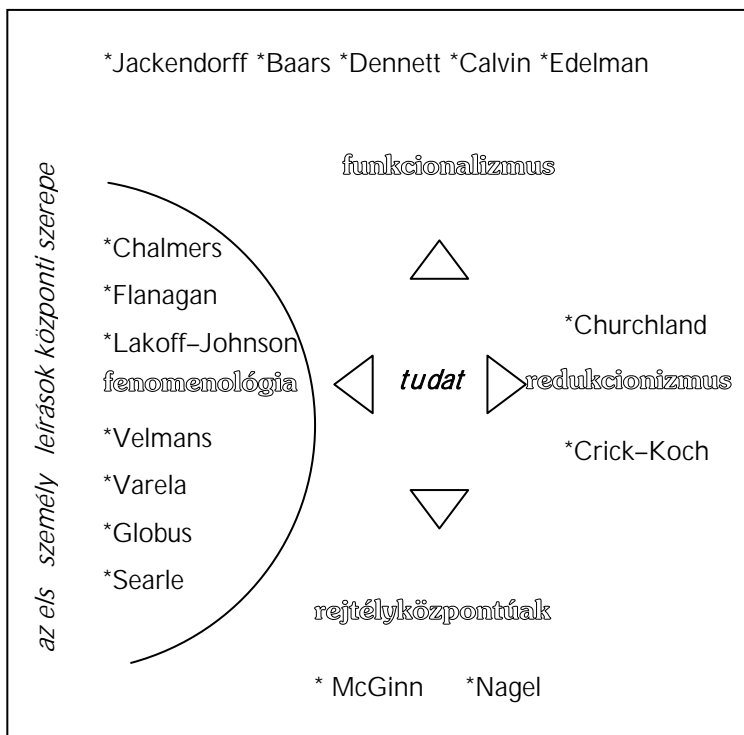 *Jackendorff *Baars *Dennett *Calvin *Edelman
funkcionalizmus
az els személy leírások központi szerepe
*Chalmers
*Flanagan
*Lakoff–Johnson
fenomenológia
*Velmans
*Varela
*Globus
*Searle
tudat
*Churchland
redukcionizmus
*Crick–Koch
rejtélyközpontúak
* McGinn *Nagel